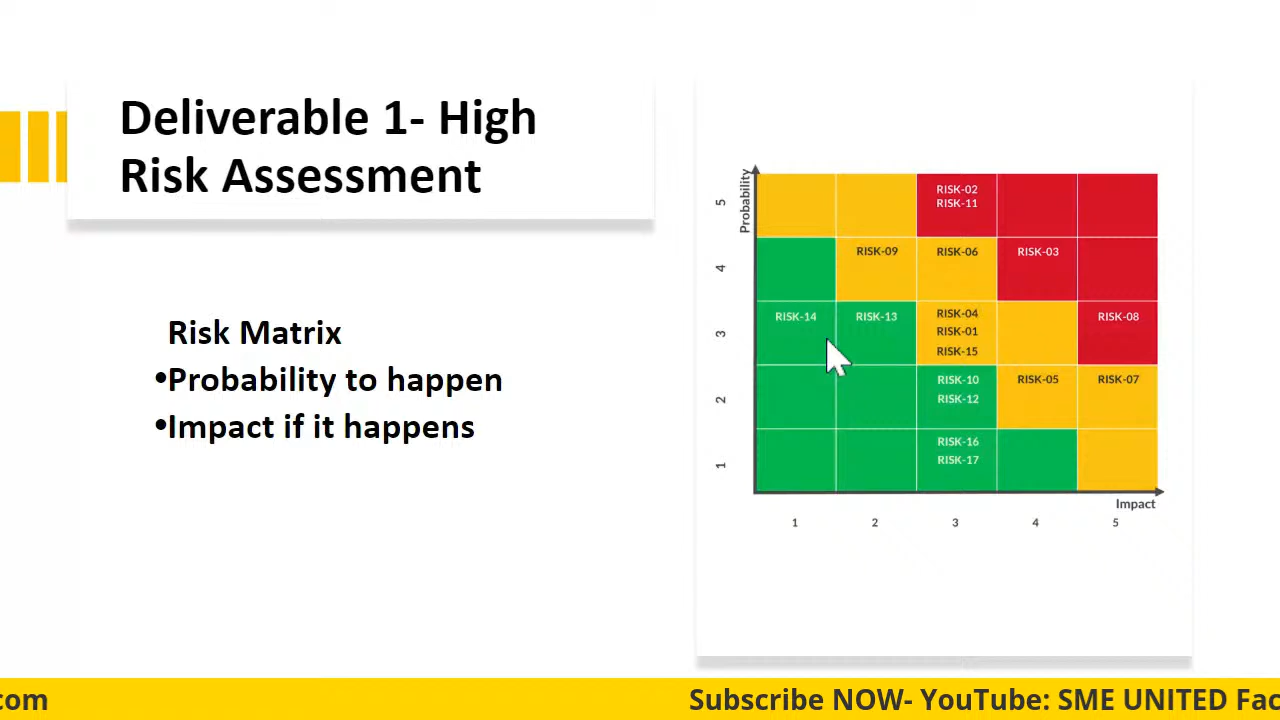 Deliverable 1- High
Risk Assessment
Risk Matrix
•Probability to happen
•Impact if it happens
Probability
5
RISK-02
RISK-11
4
RISK-09
RISK-06
RISK-03
3
RISK-14
RISK-13
RISK-04
RISK-01
RISK-15
RISK-08
2
RISK-10
RISK-12
RISK-05
RISK-07
1
RISK-16
RISK-17
Impact
1 2 3 4 5
com
Subscribe NOW- YouTube: SME UNITED Fac